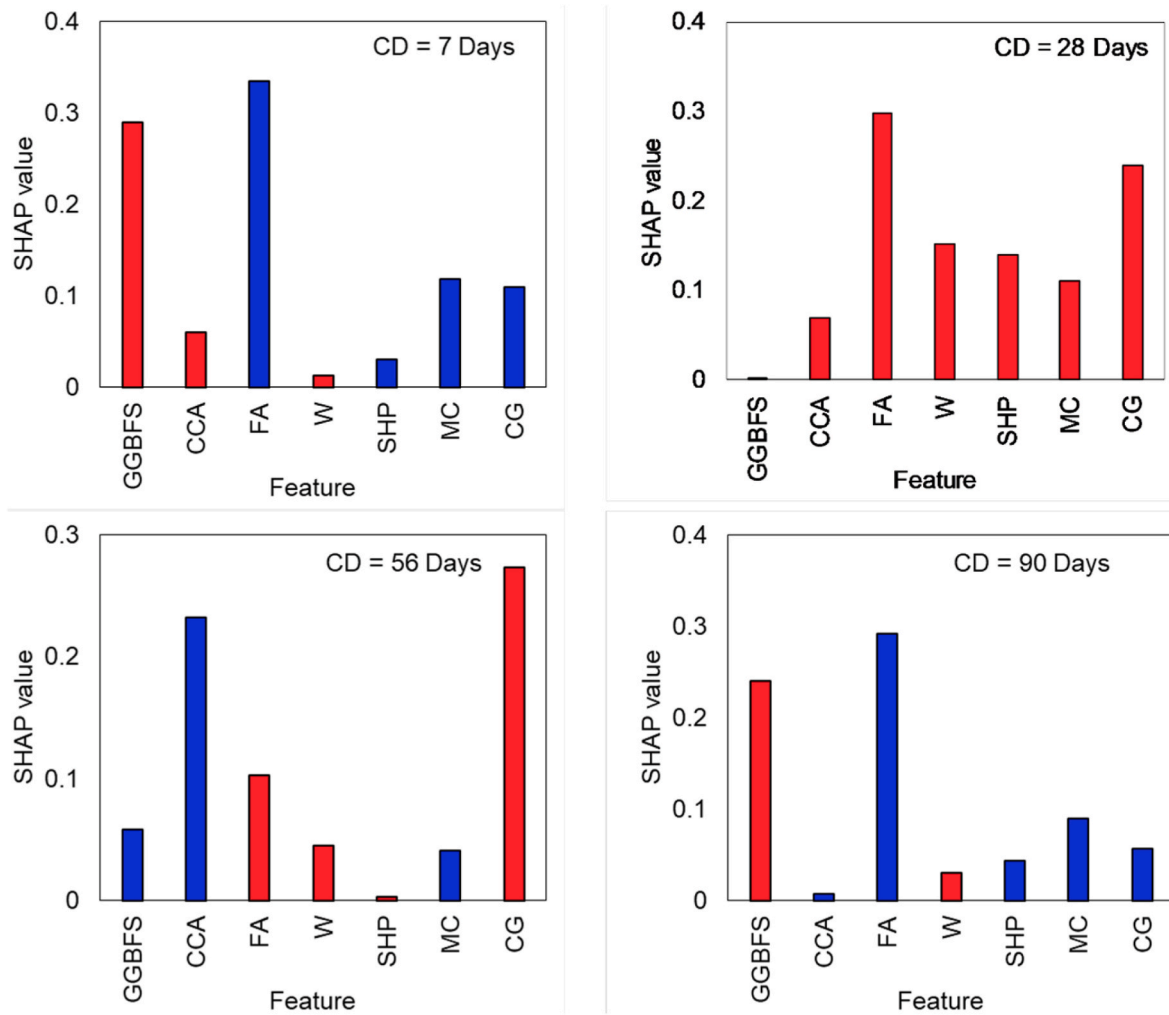 CD = 7 Days
SHAP value
0.4
0.3
0.2
0.1
0
GGBFS
CCA
FA
W
SHP
MC
CG
Feature
CD = 28 Days
SHAP value
0.4
0.3
0.2
0.1
0
GGBFS
CCA
FA
W
SHP
MC
CG
Feature
CD = 56 Days
SHAP value
0.3
0.2
0.1
0
GGBFS
CCA
FA
W
SHP
MC
CG
Feature
CD = 90 Days
SHAP value
0.4
0.3
0.2
0.1
0
GGBFS
CCA
FA
W
SHP
MC
CG
Feature